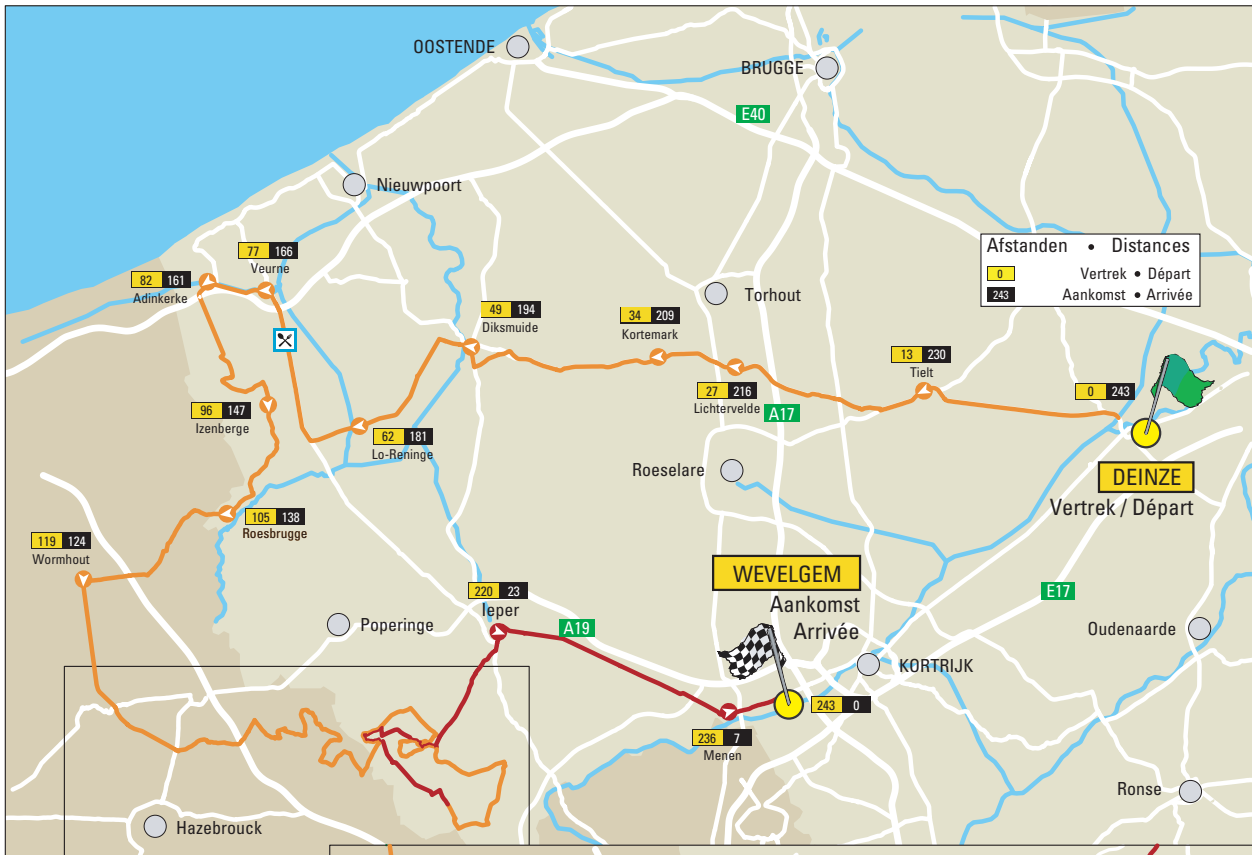 OOSTENDE
BRUGGE
E40
Nieuwpoort
77 166
Veurne
Afstanden • Distances
0 Vertrek • Départ
243 Aankomst • Arrivée
82 161
Adinkerke
49 194
Diksmuide
34 209
Kortemark
Torhout
13 230
Tielt
0 243
27 216
Lichtervelde
A17
96 147
Izenberge
62 181
Lo-Reninge
Roeselare
DEINZE
Vertrek / Départ
105 138
Roesbrugge
119 124
Wormhout
WEVELGEM
Aankomst
Arrivée
E17
220 23
Ieper
A19
Poperinge
Oudenaarde
KORTRIJK
243 0
236 7
Menen
Ronse
Hazebrouck